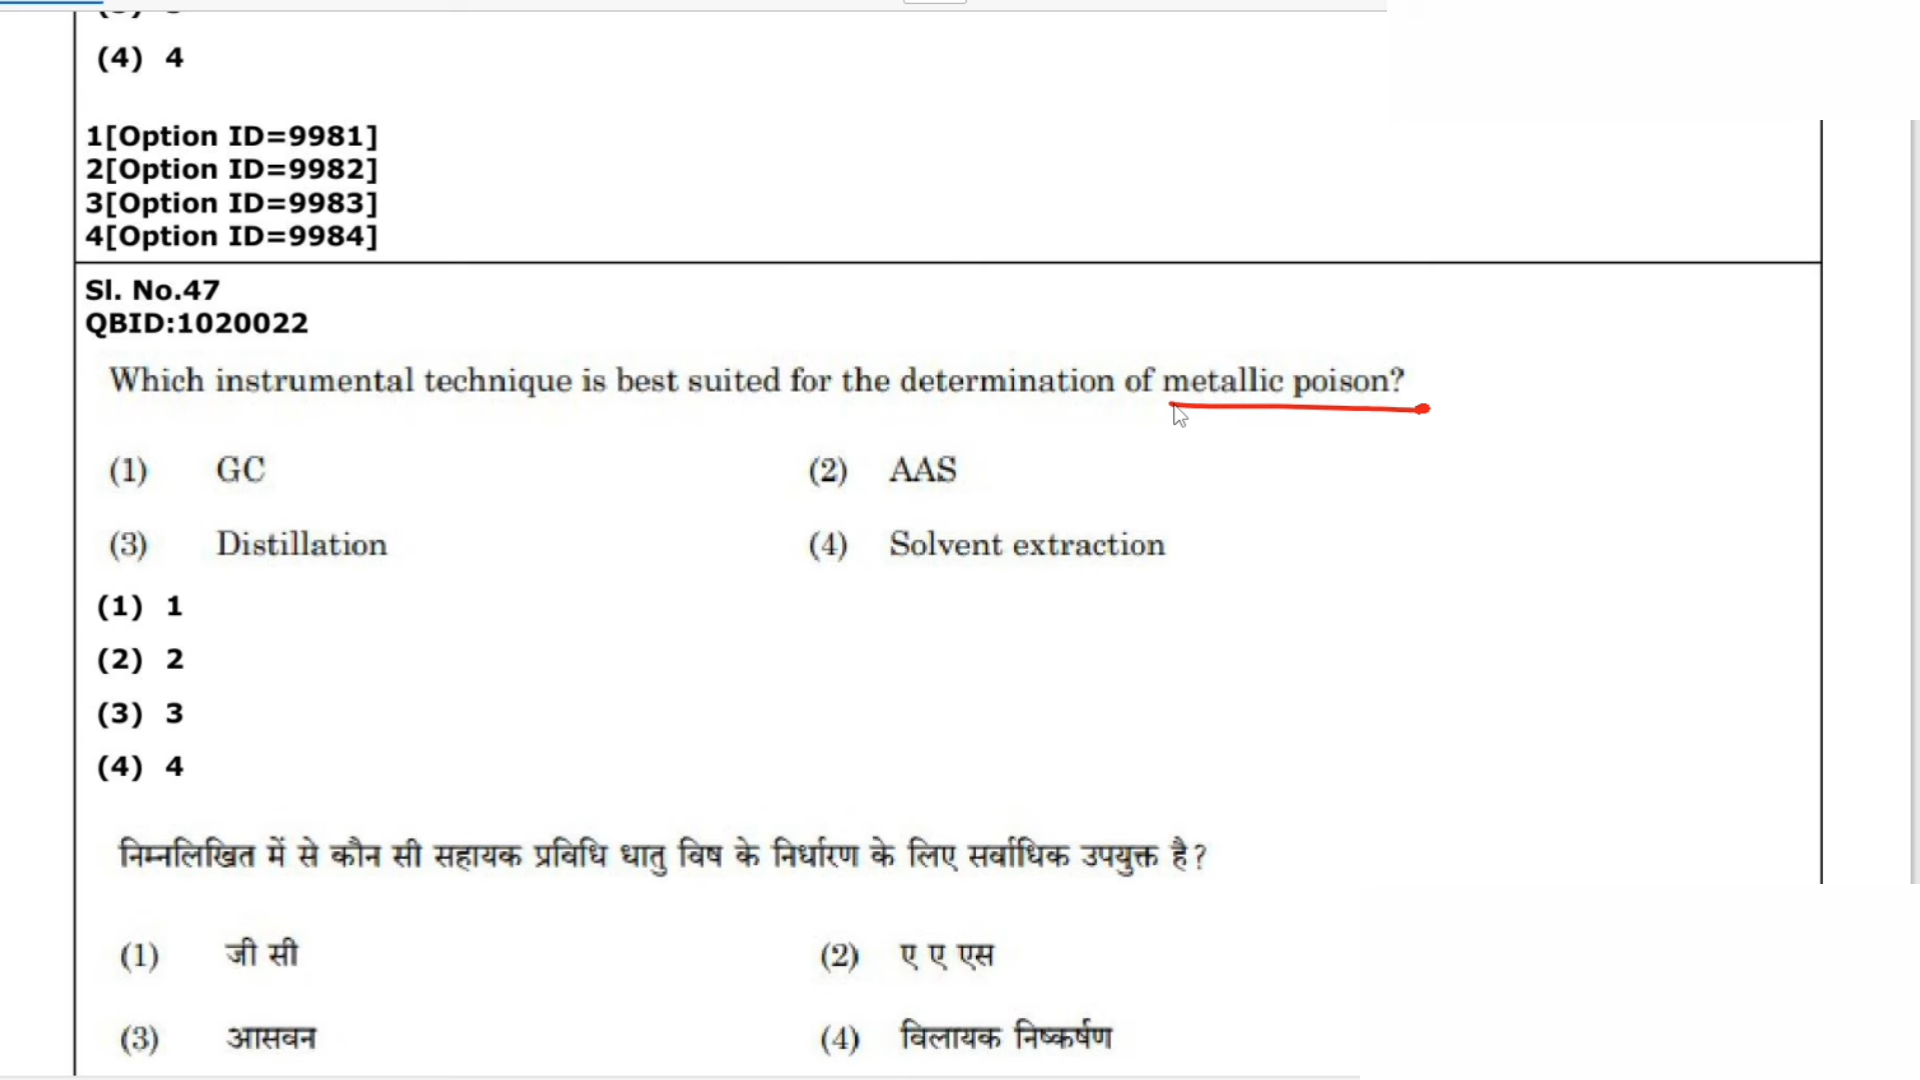 (4) 4
1[Option ID=9981]
2[Option ID=9982]
3[Option ID=9983]
4[Option ID=9984]
Sl. No.47
QBID:1020022
Which instrumental technique is best suited for the determination of metallic poison?
(1) GC (2) AAS
(3) Distillation (4) Solvent extraction
(1) 1
(2) 2
(3) 3
(4) 4
निम्नलिखित में से कौन सी सहायक प्रविधि धातु विष के निर्धारण के लिए सर्वाधिक उपयुक्त है?
(1) जी सी (2) ए ए एस
(3) आसवन (4) विलायक निष्कर्षण